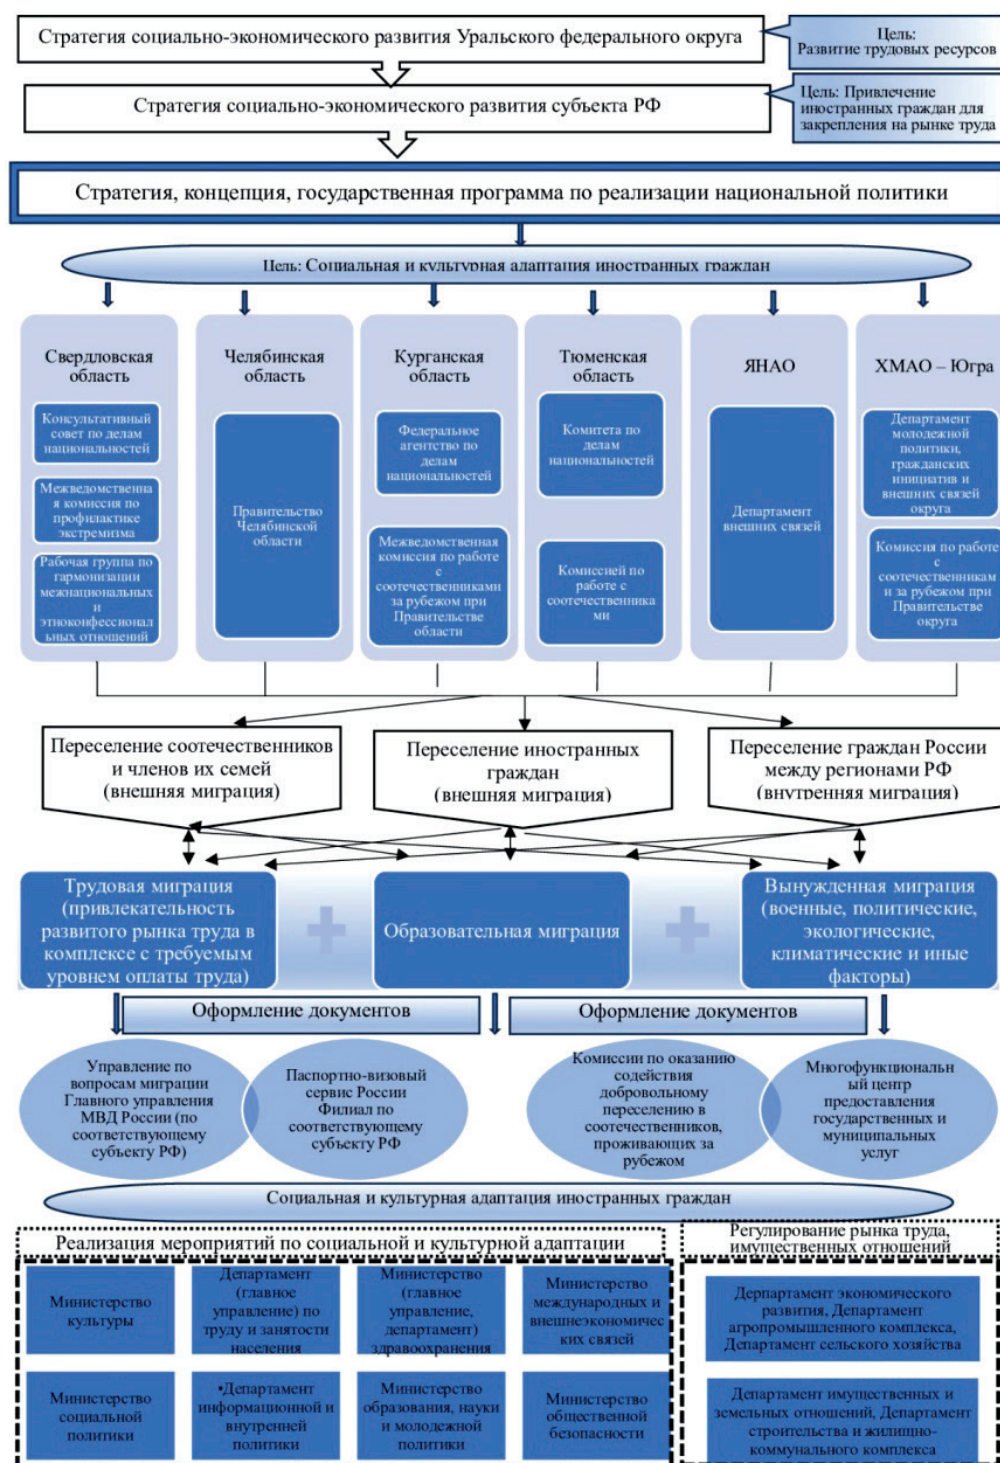 Стратегия социально-экономического развития Уральского федерального округа
Цель:
Развитие трудовых ресурсов
Стратегия социально-экономического развития субъекта РФ
Цель: Привлечение
иностранных граждан для
закрепления на рынке труда
Стратегия, концепция, государственная программа по реализации национальной политики
Цель: Социальная и культурная адаптация иностранных граждан
Свердловская
область
Консультативный
совет по делам
национальностей
Межведомственна
я комиссия по
профилактике
экстремизма
Рабочая группа по
гармонизации
межнациональных
и
этноконфессион
альных отношений
Челябинская
область
Правительство
Челябинской
области
Курганская
область
Федеральное
агентство по
делам
национальностей
Межведомственная
комиссия по работе
с
соотечественниками
за рубежом при
Правительстве
области
Тюменская
область
Комитета по
делам
национальностей
Комиссией по
работе с
соотечественника
ми
ЯНАО
Департамент
внешних связей
ХМАО – Югра
Департамент
молодежной
политики,
гражданских
инициатив и
внешних связей
округа
Комиссия по работе
с
соотечественникам
и за рубежом при
Правительстве
округа
Переселение соотечественников
и членов их семей
(внешняя миграция)
Переселение иностранных
граждан
(внешняя миграция)
Переселение граждан России
между регионами РФ
(внутренняя миграция)
Трудовая миграция
(привлекательность
развитого рынка труда в
комплексе с требуемым
уровнем оплаты труда)
Образовательная миграция
Вынужденная миграция
(военные, политические,
экологические,
климатические и иные
факторы)
Оформление документов
Оформление документов
Управление по
вопросам миграции
Главного управления
МВД России (по
соответствующему
субъекту РФ)
Паспортно-визовый
сервис России
Филиал по
соответствующему
субъекту РФ
Комиссии по оказанию
содействия
добровольному
переселению в
соотечественников,
проживающих за
рубежом
Многофункциональн
ый центр
предоставления
государственных и
муниципальных
услуг
Социальная и культурная адаптация иностранных граждан
Реализация мероприятий по социальной и культурной адаптации
Регулирование рынка труда,
имущественных отношений
Министерство
культуры
Департамент
(главное
управление) по
труду и занятости
населения
Министерство
(главное
управление,
департамент)
здравоохранения
Министерство
международных и
внешнеэкономичес
ких связей
Дерпартамент экономического
развития, Департамент
агропромышленного комплекса,
Департамент сельского хозяйства
Министерство
социальной
политики
•Департамент
информационной и
внутренней
политики
Министерство
образования, науки
и молодежной
политики
Министерство
общественной
безопасности
Департамент имущественных и
земельных отношений, Департамент
строительства и жилищно-
коммунального комплекса